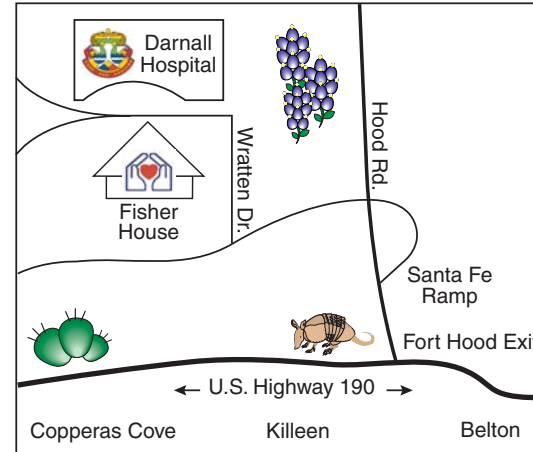 Darnall
Hospital
Hood Rd.
Wratten Dr.
Fisher
House
Santa Fe
Ramp
Fort Hood Exit
← U.S. Highway 190 →
Copperas Cove
Killeen
Belton